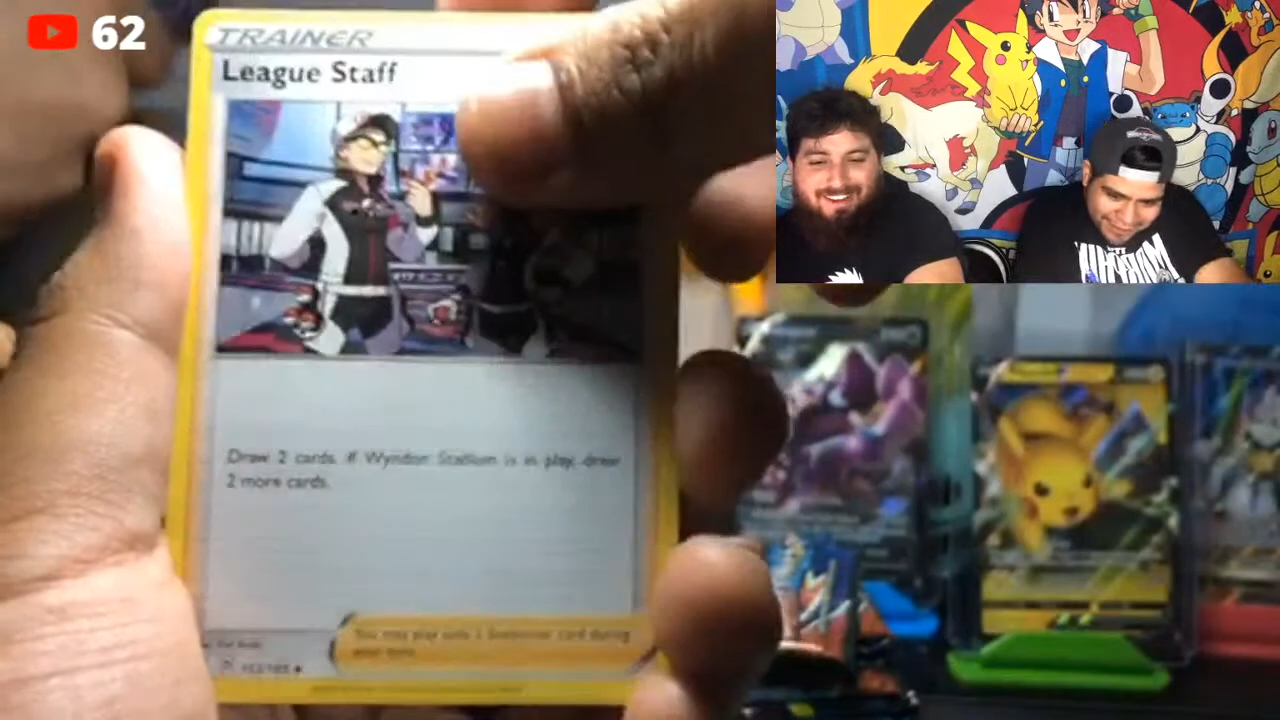 62
TRAINER
League Staff
Draw 2 cards. If Wyndon Stadium is in play, draw
2 more cards.
You may play only 1 Supporter card during
your turn.